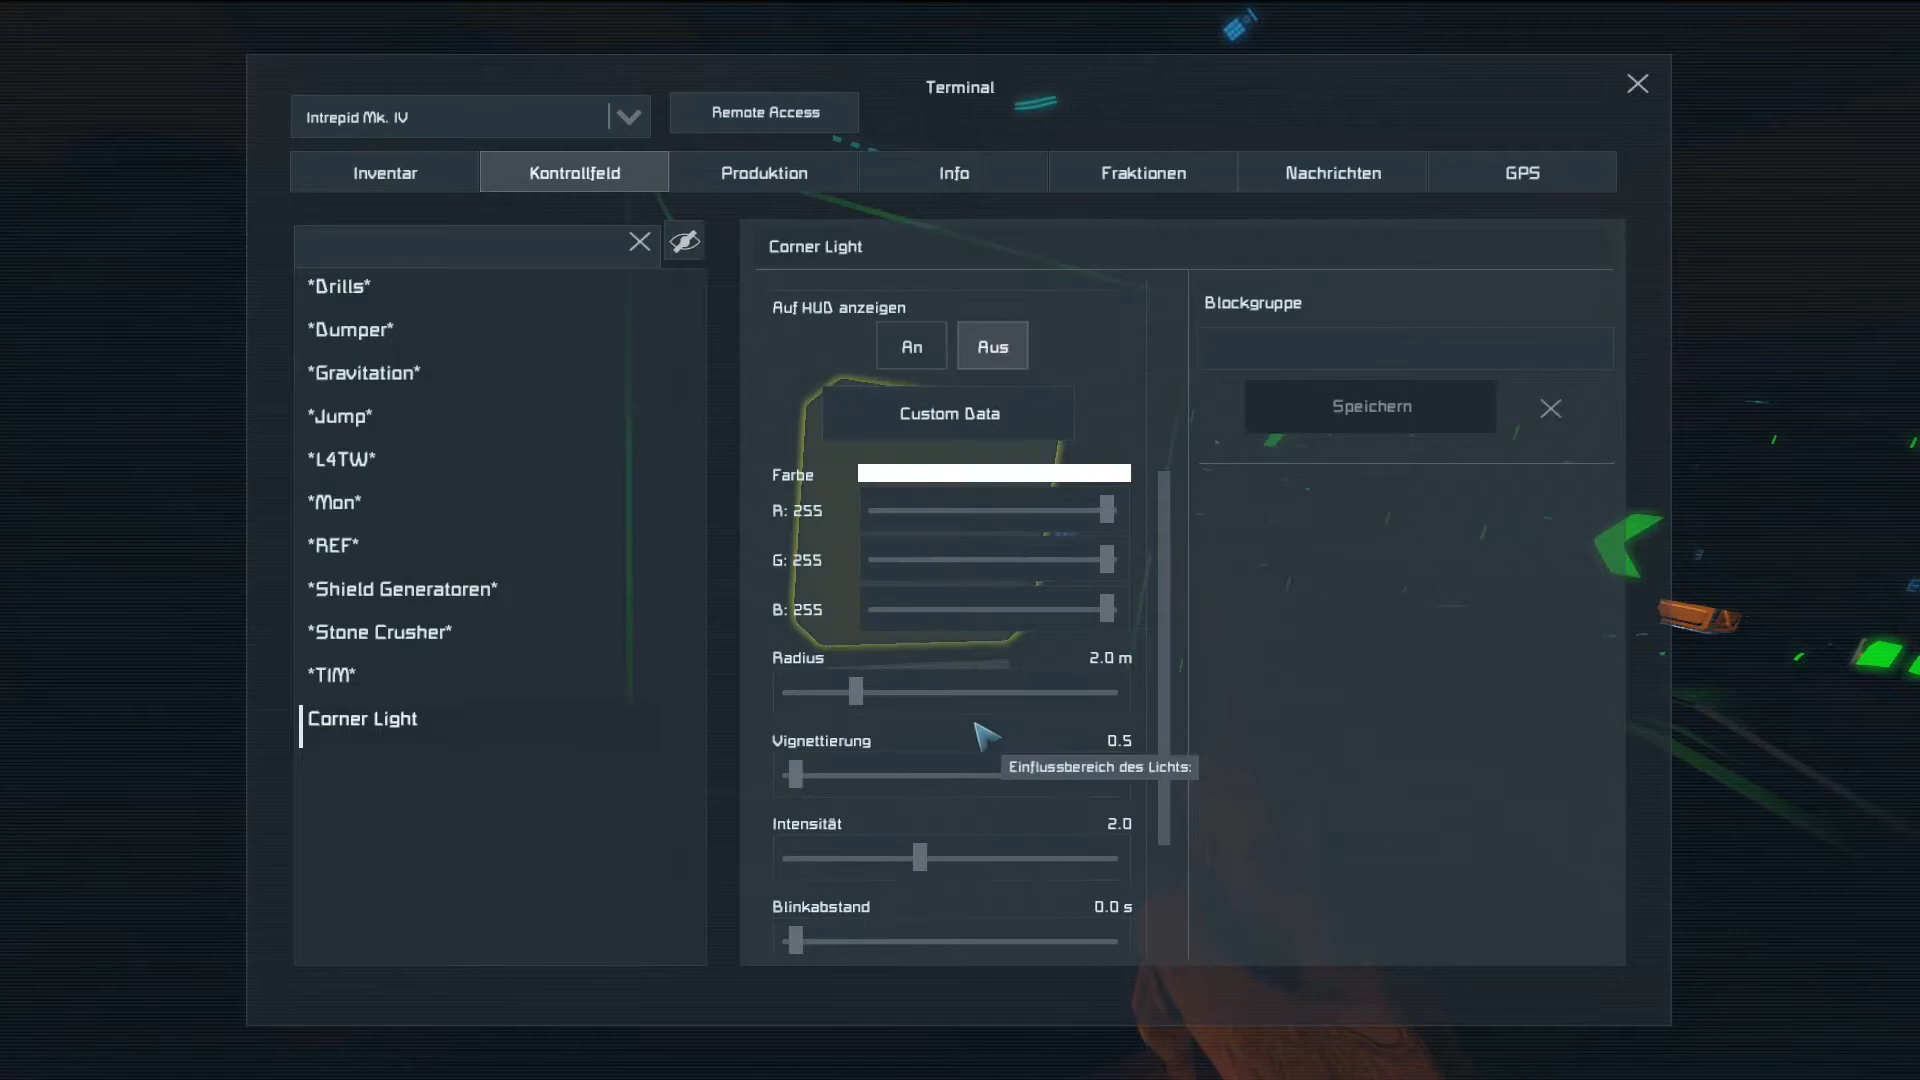 Terminal
Intrepid Mk. IV
Remote Access
Inventar
Kontrollfeld
Produktion
Info
Fraktionen
Nachrichten
GPS
*Drills*
*Dumper*
*Gravitation*
*Jump*
*L4TW*
*Mon*
*REF*
*Shield Generatoren*
*Stone Crusher*
*TIM*
Corner Light
Corner Light
Auf HUD anzeigen
An
Aus
Custom Data
Farbe
R: 255
G: 255
B: 255
Radius 2.0 m
Vignettierung 0.5
Einflussbereich des Lichts:
Intensität 2.0
Blinkabstand 0.0 s
Blockgruppe
Speichern